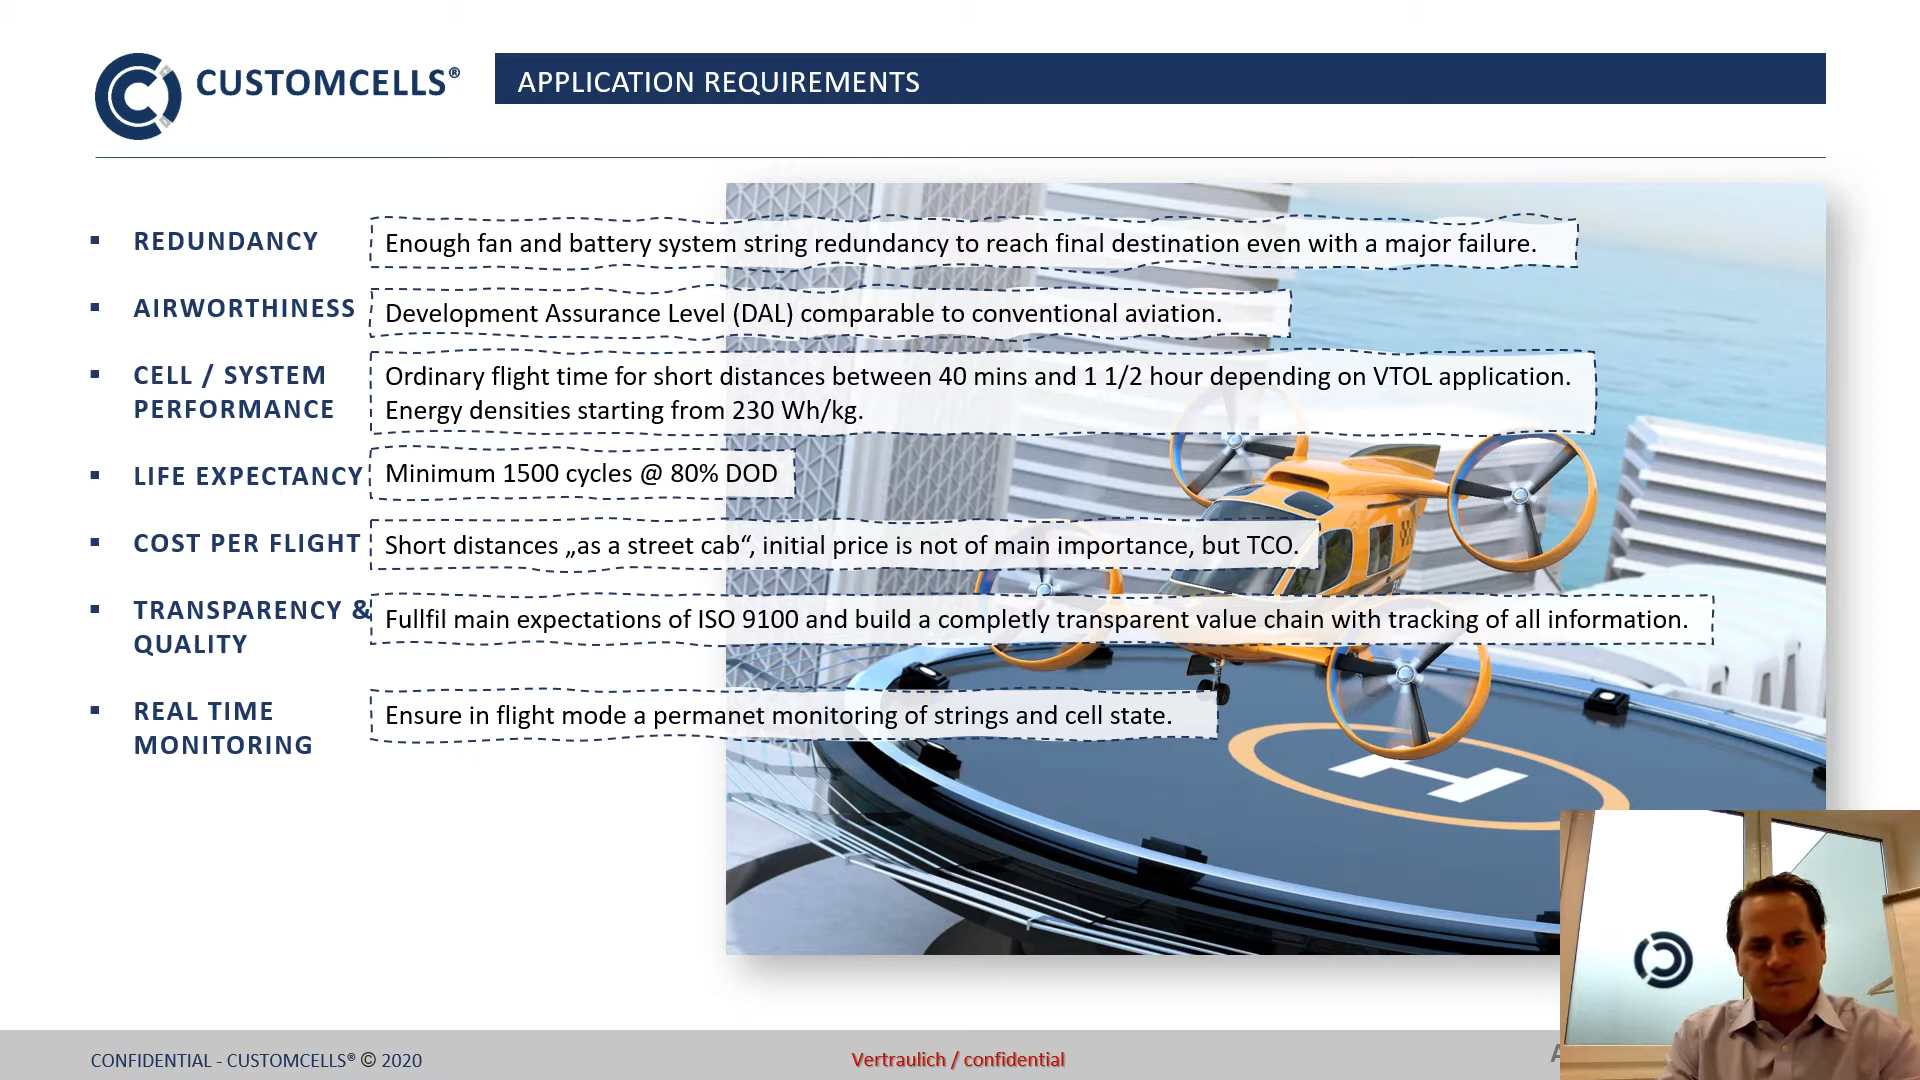 CUSTOMCELLS®
APPLICATION REQUIREMENTS
▪ REDUNDANCY
Enough fan and battery system string redundancy to reach final destination even with a major failure.
▪ AIRWORTHINESS
Development Assurance Level (DAL) comparable to conventional aviation.
▪ CELL / SYSTEM
PERFORMANCE
Ordinary flight time for short distances between 40 mins and 1 1/2 hour depending on VTOL application.
Energy densities starting from 230 Wh/kg.
▪ LIFE EXPECTANCY
Minimum 1500 cycles @ 80% DOD
▪ COST PER FLIGHT
Short distances „as a street cab“, initial price is not of main importance, but TCO.
▪ TRANSPARENCY &
QUALITY
Fullfil main expectations of ISO 9100 and build a completly transparent value chain with tracking of all information.
▪ REAL TIME
MONITORING
Ensure in flight mode a permanet monitoring of strings and cell state.
H
CONFIDENTIAL - CUSTOMCELLS® © 2020
Vertraulich / confidential